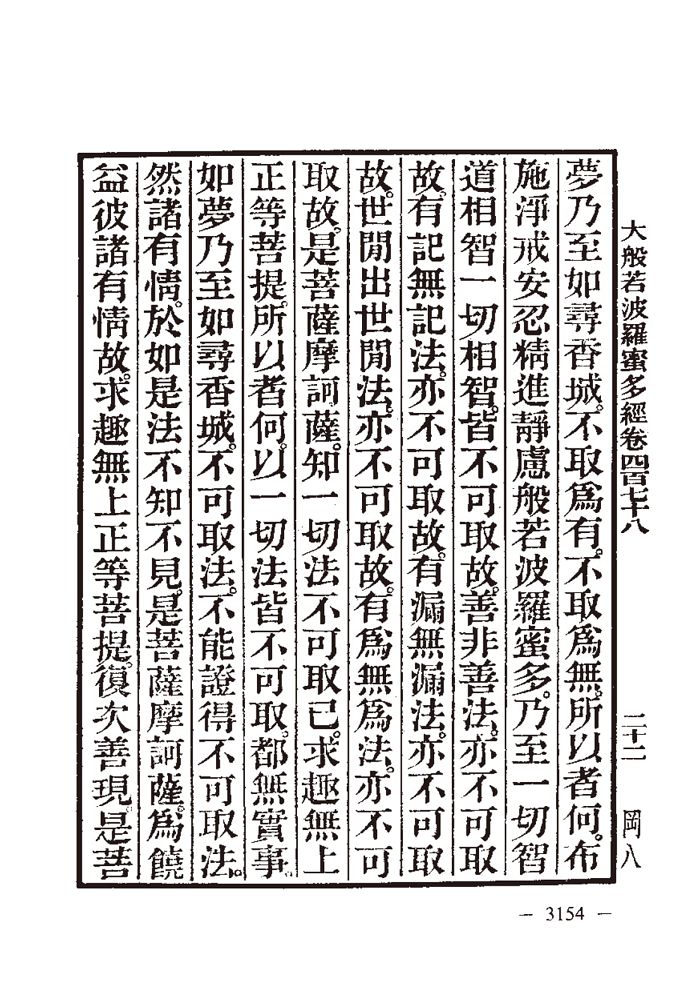 大般若波羅蜜多經卷四百七十八　二十二　岡八
夢乃至如尋香城。不取爲有。不取爲無。所以者何。布
施淨戒安忍精進靜慮般若波羅蜜多。乃至一切智
道相智一切相智。皆不可取故。善非善法。亦不可取
故。有記無記法。亦不可取故。有漏無漏法。亦不可取
故。世閒出世閒法。亦不可取故。有爲無爲法。亦不可
取故。是菩薩摩訶薩。知一切法不可取已。求趣無上
正等菩提。所以者何。以一切法皆不可取。都無實事。
如夢乃至如尋香城。不可取法。不能證得不可取法。
然諸有情。於如是法不知不見。是菩薩摩訶薩。爲饒
益彼諸有情故。求趣無上正等菩提。復次善現。是菩
— 3154 —